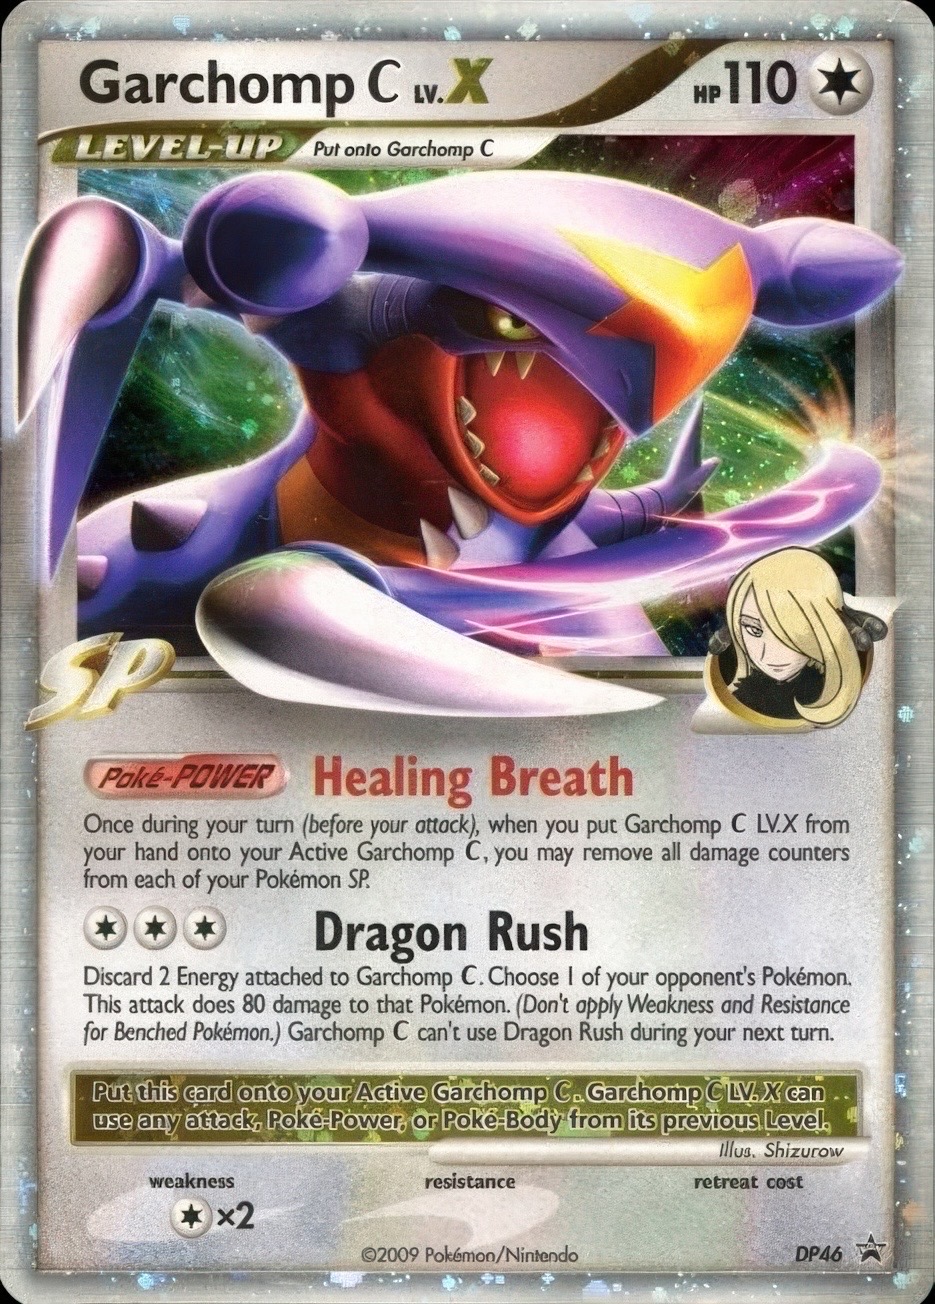 Garchomp C LV.X HP110
LEVEL-UP Put onto Garchomp C
SP
Poké-POWER Healing Breath
Once during your turn (before your attack), when you put Garchomp C LV.X from
your hand onto your Active Garchomp C, you may remove all damage counters
from each of your Pokémon SP.
Dragon Rush
Discard 2 Energy attached to Garchomp C. Choose 1 of your opponent's Pokémon.
This attack does 80 damage to that Pokémon. (Don't apply Weakness and Resistance
for Benched Pokémon.) Garchomp C can't use Dragon Rush during your next turn.
Put this card onto your Active Garchomp C. Garchomp C LV. X can
use any attack, Poké-Power, or Poké-Body from its previous Level.
Illus. Shizurow
weakness resistance retreat cost
×2
©2009 Pokémon/Nintendo DP46